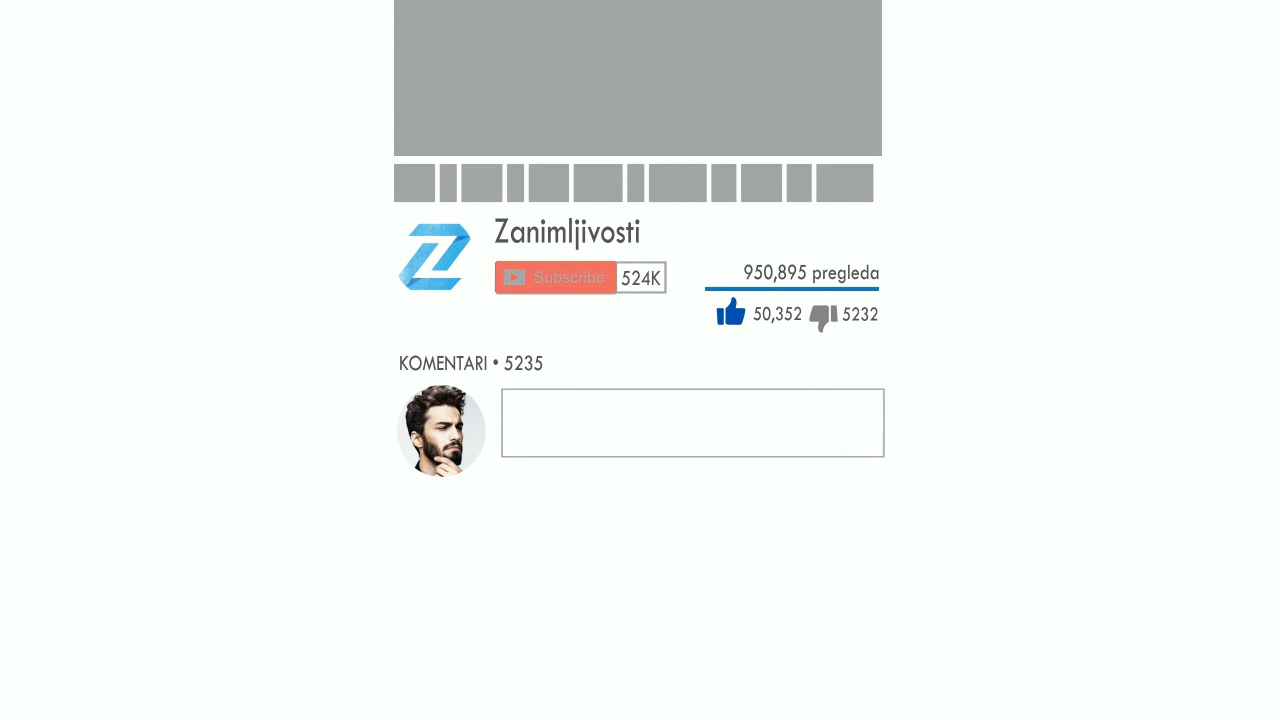 Zanimljivosti
Subscribe 524K
950,895 pregleda
50,352 5232
KOMENTARI • 5235